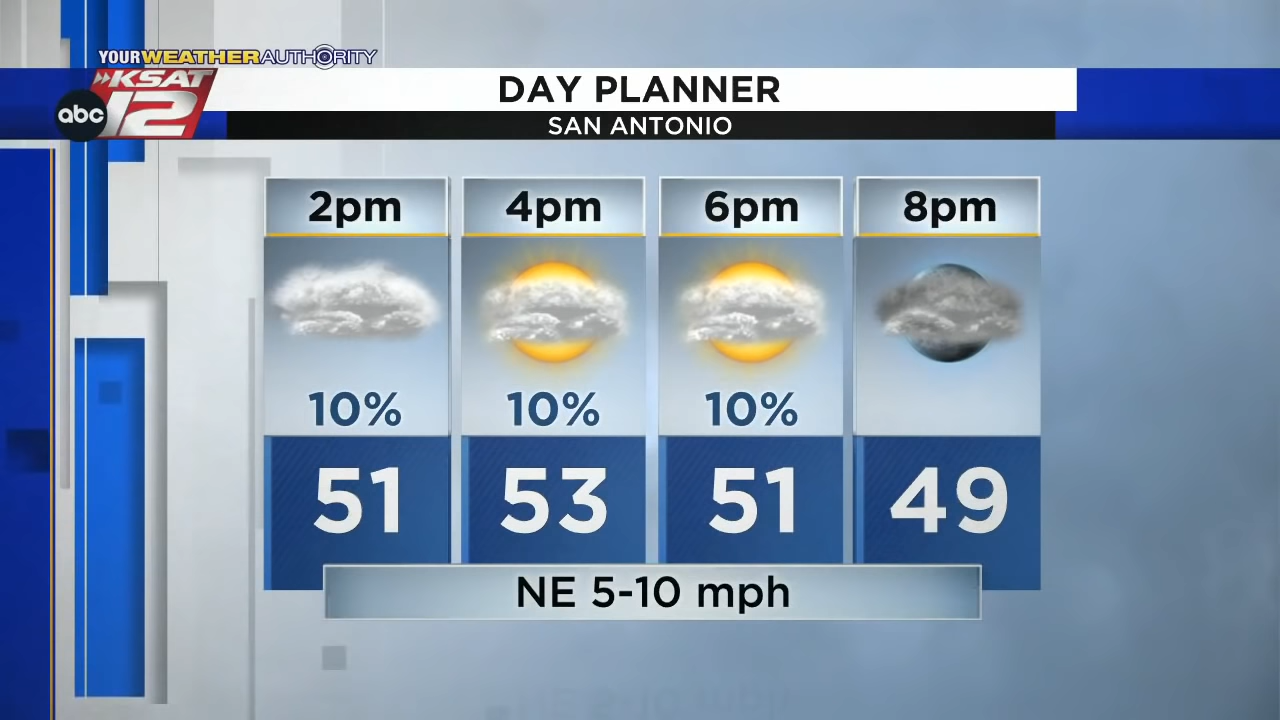 YOUR WEATHER AUTHORITY
KSAT
abc 12
DAY PLANNER
SAN ANTONIO
2pm 4pm 6pm 8pm
10% 10% 10%
51 53 51 49
NE 5-10 mph